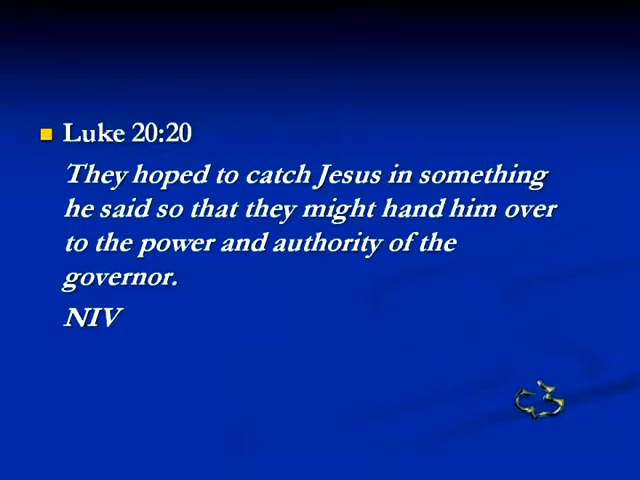 Luke 20:20
They hoped to catch Jesus in something
he said so that they might hand him over
to the power and authority of the
governor.
NIV
C3